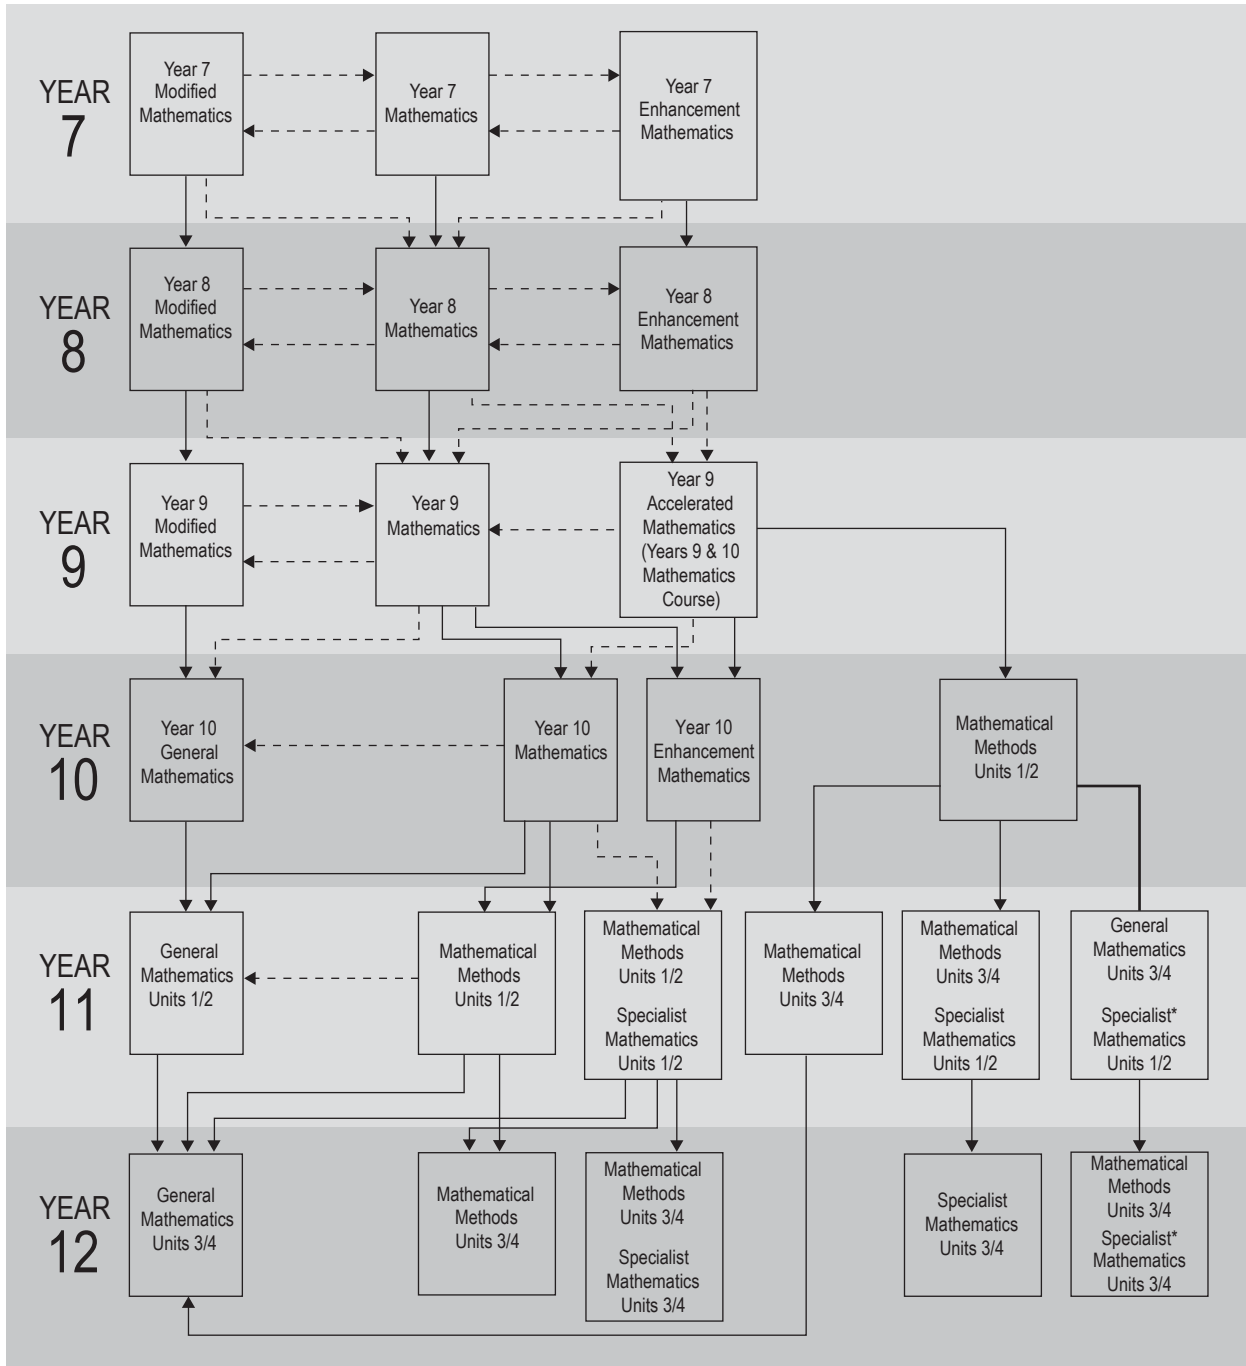 YEAR
7
Year 7
Modified
Mathematics
Year 7
Mathematics
Year 7
Enhancement
Mathematics
YEAR
8
Year 8
Modified
Mathematics
Year 8
Mathematics
Year 8
Enhancement
Mathematics
YEAR
9
Year 9
Modified
Mathematics
Year 9
Mathematics
Year 9
Accelerated
Mathematics
(Years 9 & 10
Mathematics
Course)
YEAR
10
Year 10
General
Mathematics
Year 10
Mathematics
Year 10
Enhancement
Mathematics
Mathematical
Methods
Units 1/2
YEAR
11
General
Mathematics
Units 1/2
Mathematical
Methods
Units 1/2
Mathematical
Methods
Units 1/2
Specialist
Mathematics
Units 1/2
Mathematical
Methods
Units 3/4
Mathematical
Methods
Units 3/4
Specialist
Mathematics
Units 1/2
General
Mathematics
Units 3/4
Specialist*
Mathematics
Units 1/2
YEAR
12
General
Mathematics
Units 3/4
Mathematical
Methods
Units 3/4
Mathematical
Methods
Units 3/4
Specialist
Mathematics
Units 3/4
Specialist
Mathematics
Units 3/4
Mathematical
Methods
Units 3/4
Specialist*
Mathematics
Units 3/4